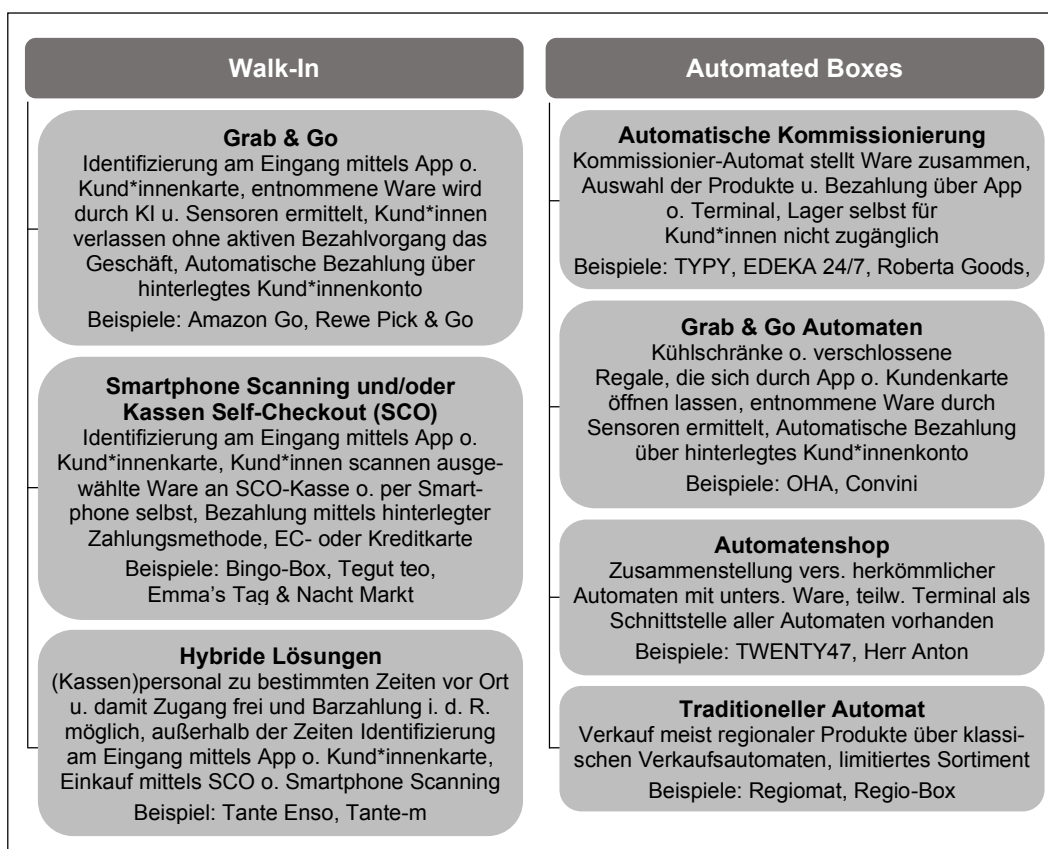 Walk-In
Grab & Go
Identifizierung am Eingang mittels App o.
Kund*innenkarte, entnommene Ware wird
durch KI u. Sensoren ermittelt, Kund*innen
verlassen ohne aktiven Bezahlvorgang das
Geschäft, Automatische Bezahlung über
hinterlegtes Kund*innenkonto
Beispiele: Amazon Go, Rewe Pick & Go
Smartphone Scanning und/oder
Kassen Self-Checkout (SCO)
Identifizierung am Eingang mittels App o.
Kund*innenkarte, Kund*innen scannen ausge-
wählte Ware an SCO-Kasse o. per Smart-
phone selbst, Bezahlung mittels hinterlegter
Zahlungsmethode, EC- oder Kreditkarte
Beispiele: Bingo-Box, Tegut teo,
Emma's Tag & Nacht Markt
Hybride Lösungen
(Kassen)personal zu bestimmten Zeiten vor Ort
u. damit Zugang frei und Barzahlung i. d. R.
möglich, außerhalb der Zeiten Identifizierung
am Eingang mittels App o. Kund*innenkarte,
Einkauf mittels SCO o. Smartphone Scanning
Beispiel: Tante Enso, Tante-m
Automated Boxes
Automatische Kommissionierung
Kommissionier-Automat stellt Ware zusammen,
Auswahl der Produkte u. Bezahlung über App
o. Terminal, Lager selbst für
Kund*innen nicht zugänglich
Beispiele: TYPY, EDEKA 24/7, Roberta Goods,
Grab & Go Automaten
Kühlschränke o. verschlossene
Regale, die sich durch App o. Kundenkarte
öffnen lassen, entnommene Ware durch
Sensoren ermittelt, Automatische Bezahlung
über hinterlegtes Kund*innenkonto
Beispiele: OHA, Convini
Automatenshop
Zusammenstellung vers. herkömmlicher
Automaten mit unters. Ware, teilw. Terminal als
Schnittstelle aller Automaten vorhanden
Beispiele: TWENTY47, Herr Anton
Traditioneller Automat
Verkauf meist regionaler Produkte über klassi-
schen Verkaufsautomaten, limitiertes Sortiment
Beispiele: Regiomat, Regio-Box